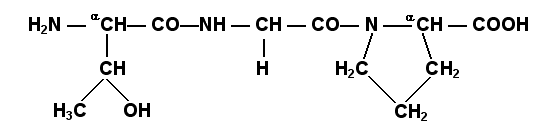 H₂N — ᵅCH — CO — NH — CH — CO — N — ᵅCH — COOH
CH H H₂C CH₂
H₃C OH CH₂